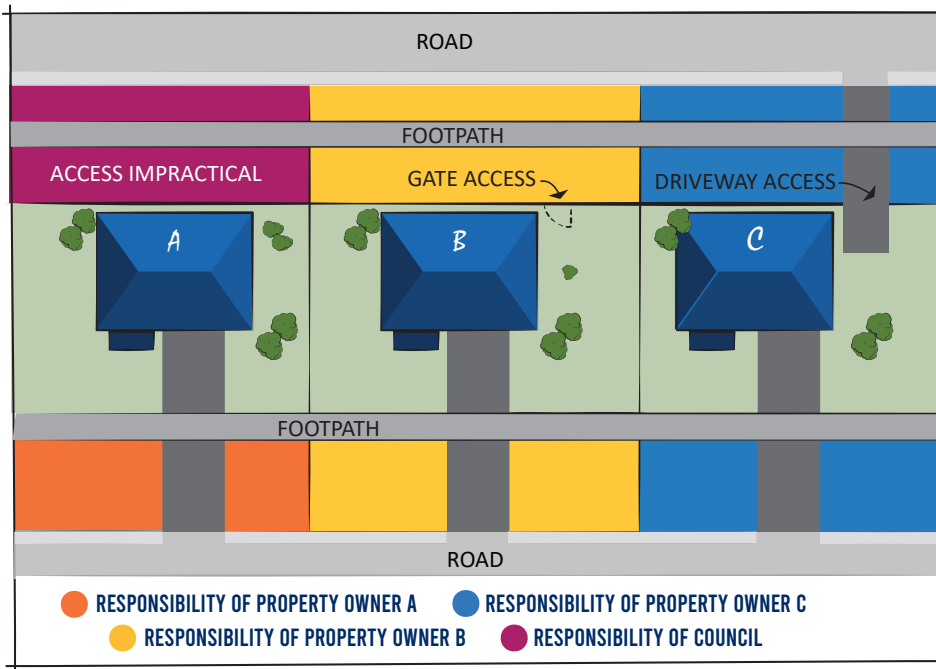 ROAD
FOOTPATH
ACCESS IMPRACTICAL
GATE ACCESS
DRIVEWAY ACCESS
A
B
C
FOOTPATH
ROAD
RESPONSIBILITY OF PROPERTY OWNER A
RESPONSIBILITY OF PROPERTY OWNER C
RESPONSIBILITY OF PROPERTY OWNER B
RESPONSIBILITY OF COUNCIL